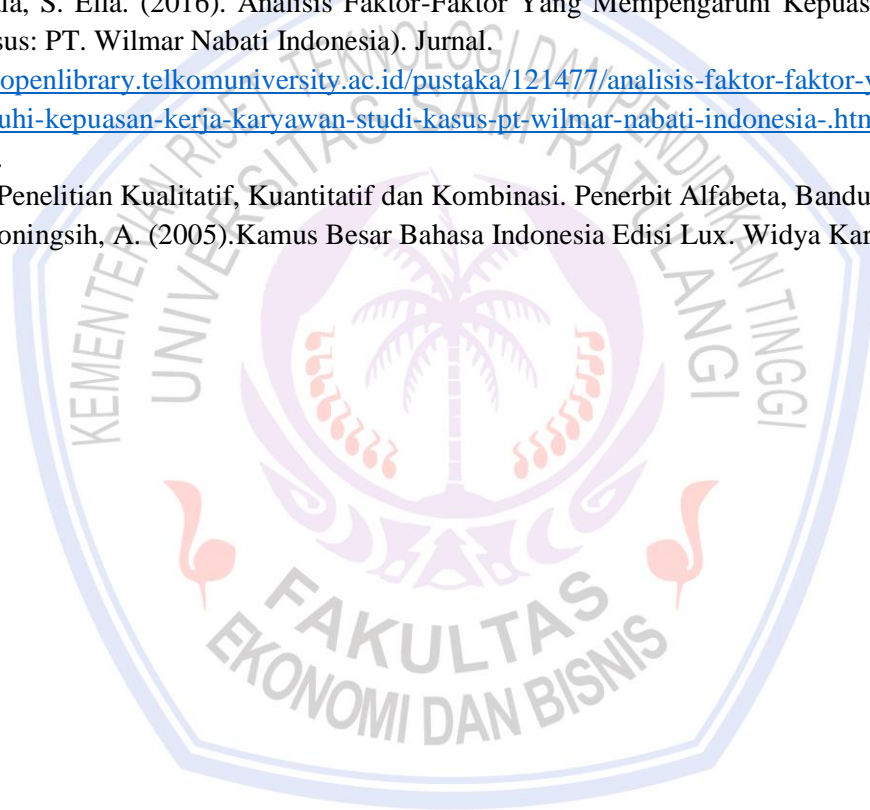 S. Ella. (2016). Analisis Faktor-Faktor Yang Mempengaruhi Kepuas
sus: PT. Wilmar Nabati Indonesia). Jurnal.
openlibrary.telkomuniversity.ac.id/pustaka/121477/analisis-faktor-faktor-y
uhi-kepuasan-kerja-karyawan-studi-kasus-pt-wilmar-nabati-indonesia-.htm
.
Penelitian Kualitatif, Kuantitatif dan Kombinasi. Penerbit Alfabeta, Bandu
oningsih, A. (2005).Kamus Besar Bahasa Indonesia Edisi Lux. Widya Kar
KEMENTERIAN RISET TEKNOLOGI DAN PENDIDIKAN TINGGI
UNIVERSITAS SAM RATULANGI
FAKULTAS
EKONOMI DAN BISNIS